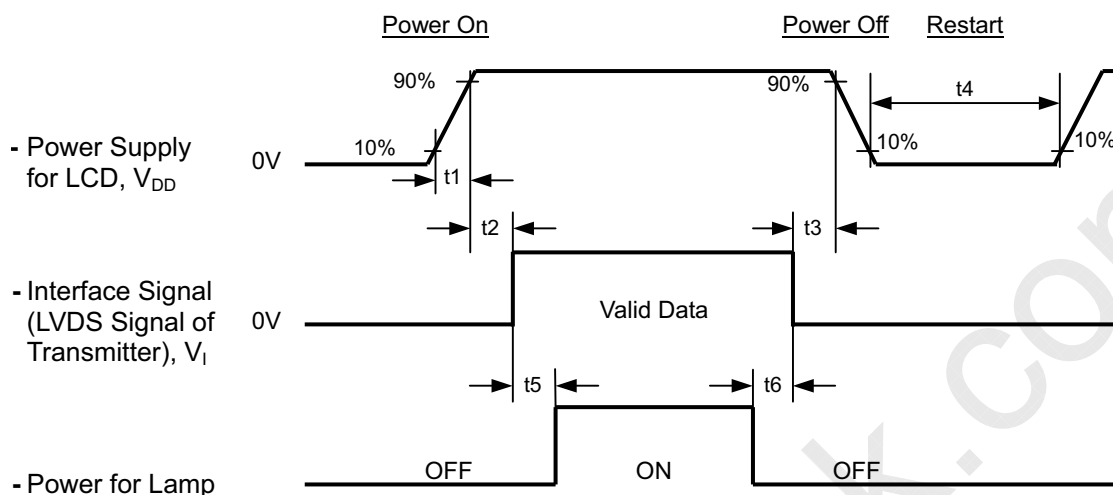 Power On
Power Off
Restart
90%
90%
t4
10%
10%
10%
- Power Supply
for LCD, VDD
0V
t1
t2
t3
- Interface Signal
(LVDS Signal of
Transmitter), VI
0V
Valid Data
t5
t6
OFF
ON
OFF
- Power for Lamp